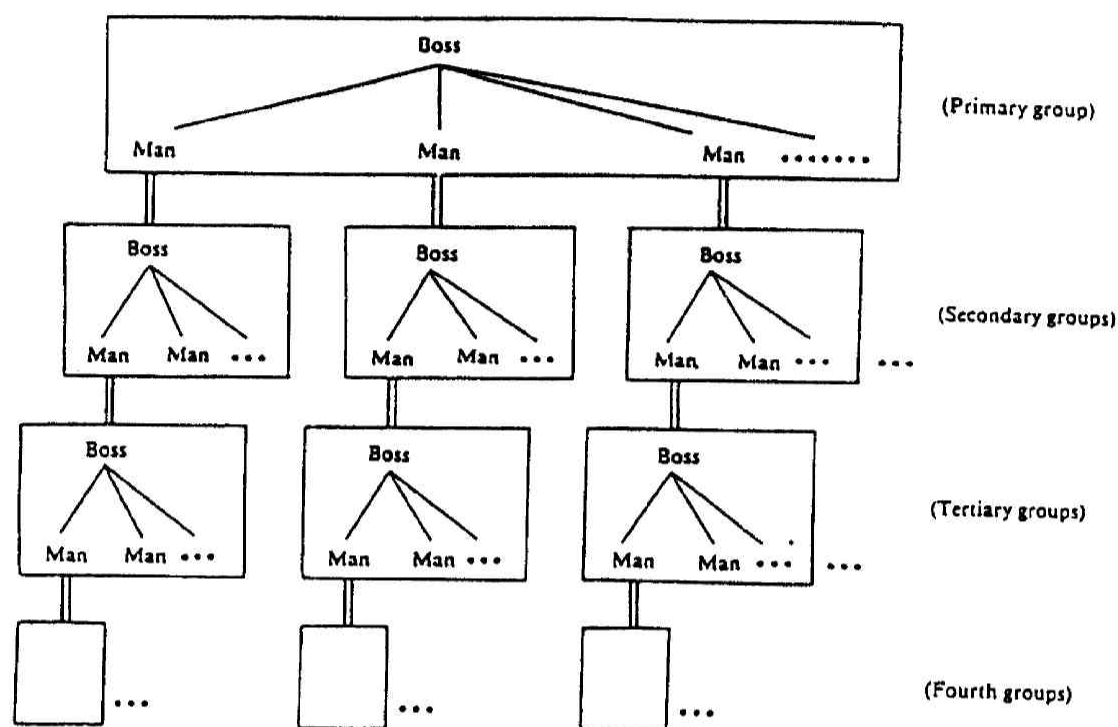 Boss
(Primary group)
Man Man Man .......
Boss Boss Boss
(Secondary groups)
Man Man ... Man Man ... Man Man ... ...
Boss Boss Boss
(Tertiary groups)
Man Man ... Man Man ... Man Man ... ...
... ... ...
(Fourth groups)